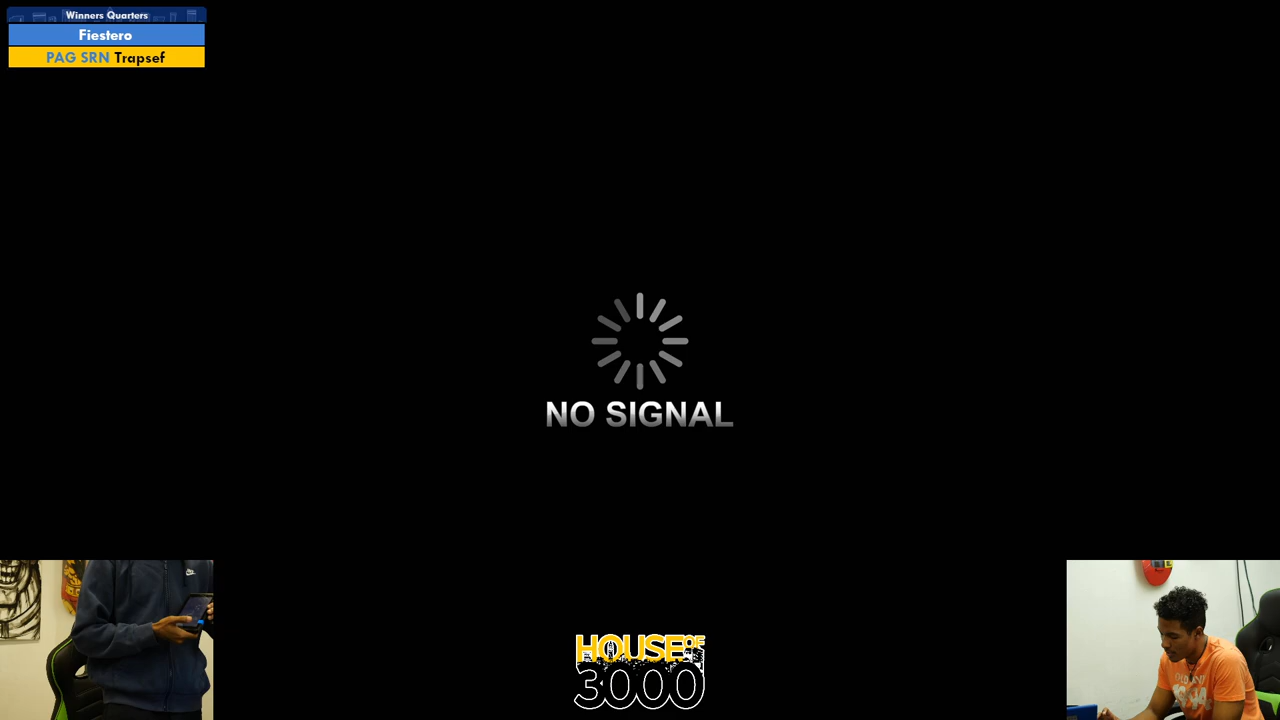 Winners Quarters
Fiestero
PAG SRN Trapsef
NO SIGNAL
HOUSE OF
3000